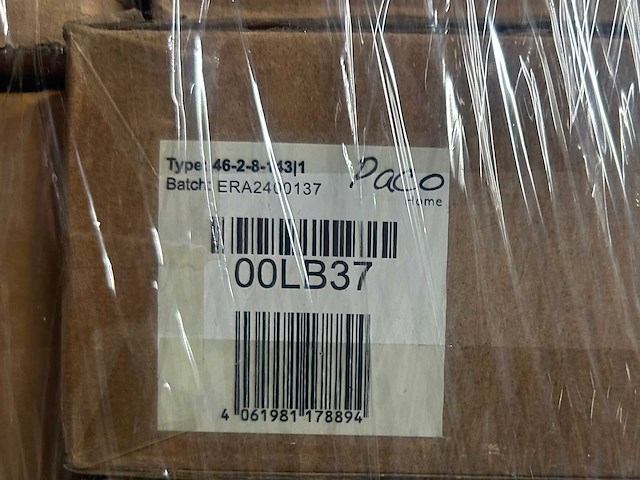 Type: 46-2-8-143|1
Batch: ERA2400137
Paco
Home
00LB37
4 061981 178894